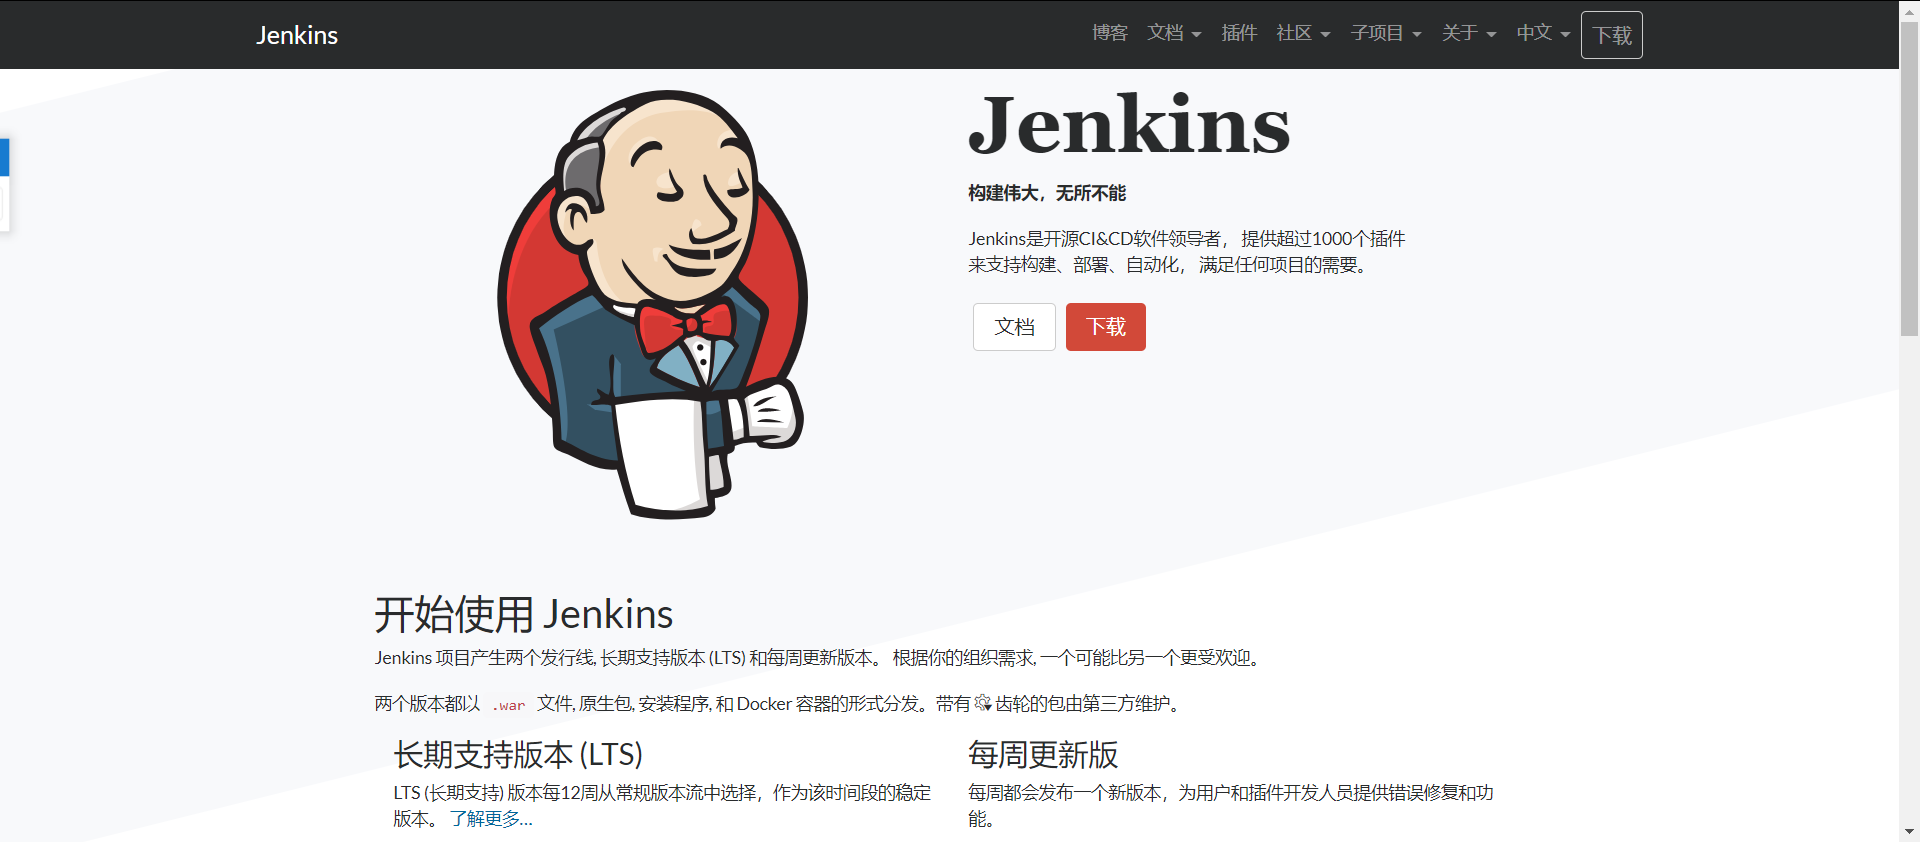 Jenkins
博客 文档 插件 社区 子项目 关于 中文 下载
Jenkins
构建伟大，无所不能
Jenkins是开源CI&CD软件领导者， 提供超过1000个插件
来支持构建、部署、自动化， 满足任何项目的需要。
文档 下载
开始使用 Jenkins
Jenkins 项目产生两个发行线, 长期支持版本 (LTS) 和每周更新版本。 根据你的组织需求, 一个可能比另一个更受欢迎。
两个版本都以 .war 文件, 原生包, 安装程序, 和 Docker 容器的形式分发。带有 齿轮的包由第三方维护。
长期支持版本 (LTS)
LTS (长期支持) 版本每12周从常规版本流中选择，作为该时间段的稳定
版本。 了解更多...
每周更新版
每周都会发布一个新版本，为用户和插件开发人员提供错误修复和功
能。